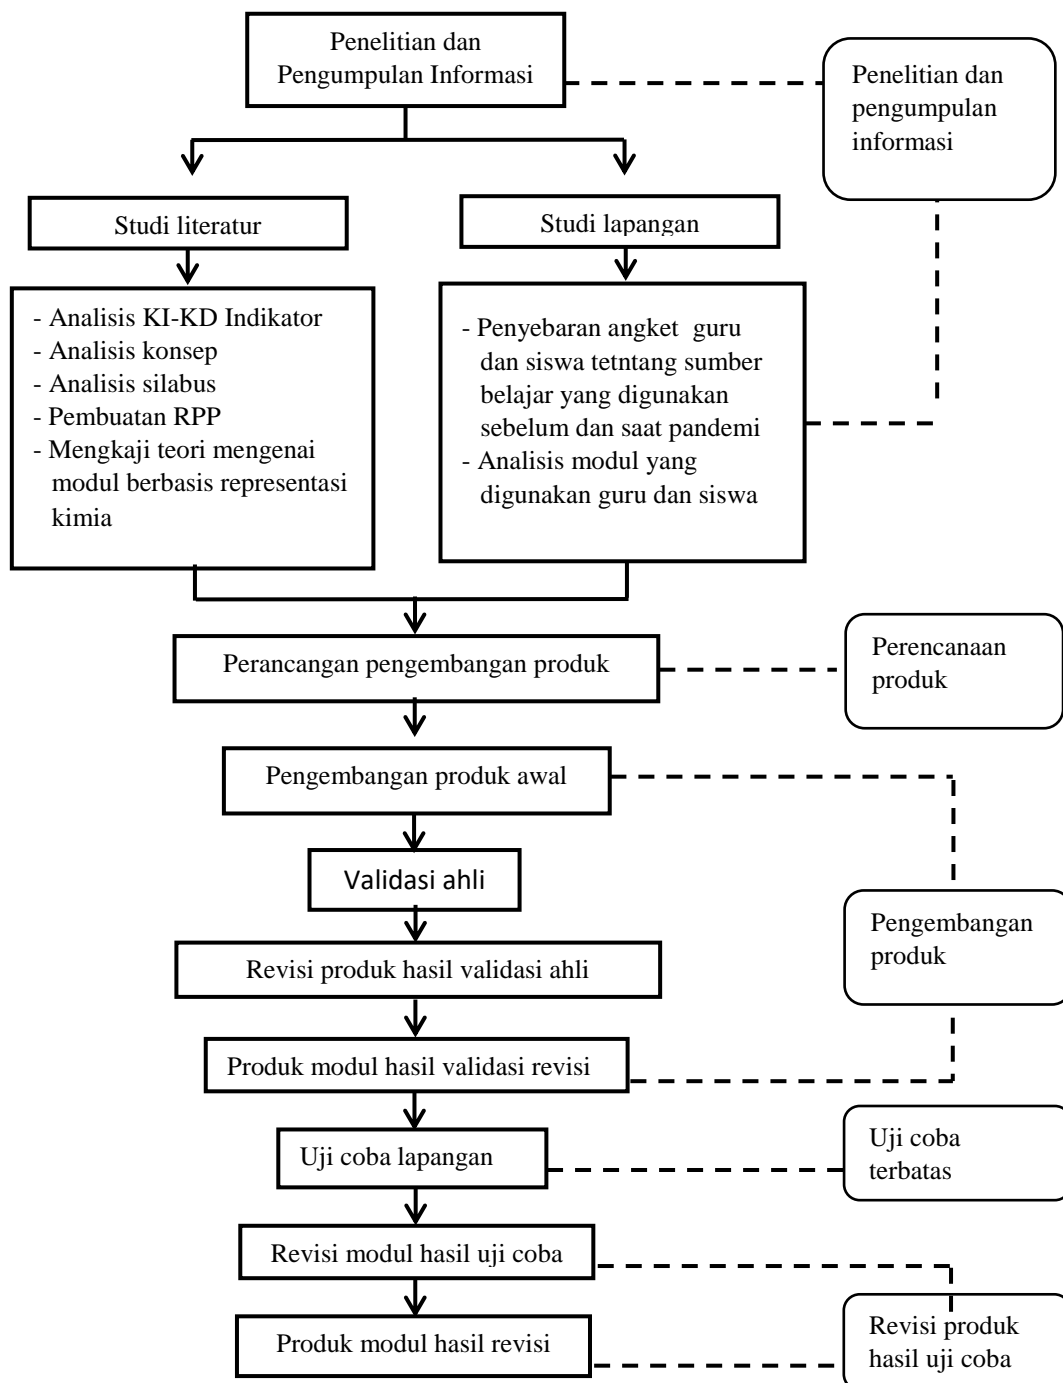 Penelitian dan
Pengumpulan Informasi
Penelitian dan
pengumpulan
informasi
Studi literatur
Studi lapangan
- Analisis KI-KD Indikator
- Analisis konsep
- Analisis silabus
- Pembuatan RPP
- Mengkaji teori mengenai
modul berbasis representasi
kimia
- Penyebaran angket guru
dan siswa tetntang sumber
belajar yang digunakan
sebelum dan saat pandemi
- Analisis modul yang
digunakan guru dan siswa
Perancangan pengembangan produk
Perencanaan
produk
Pengembangan produk awal
Validasi ahli
Revisi produk hasil validasi ahli
Pengembangan
produk
Produk modul hasil validasi revisi
Uji coba lapangan
Uji coba
terbatas
Revisi modul hasil uji coba
Produk modul hasil revisi
Revisi produk
hasil uji coba